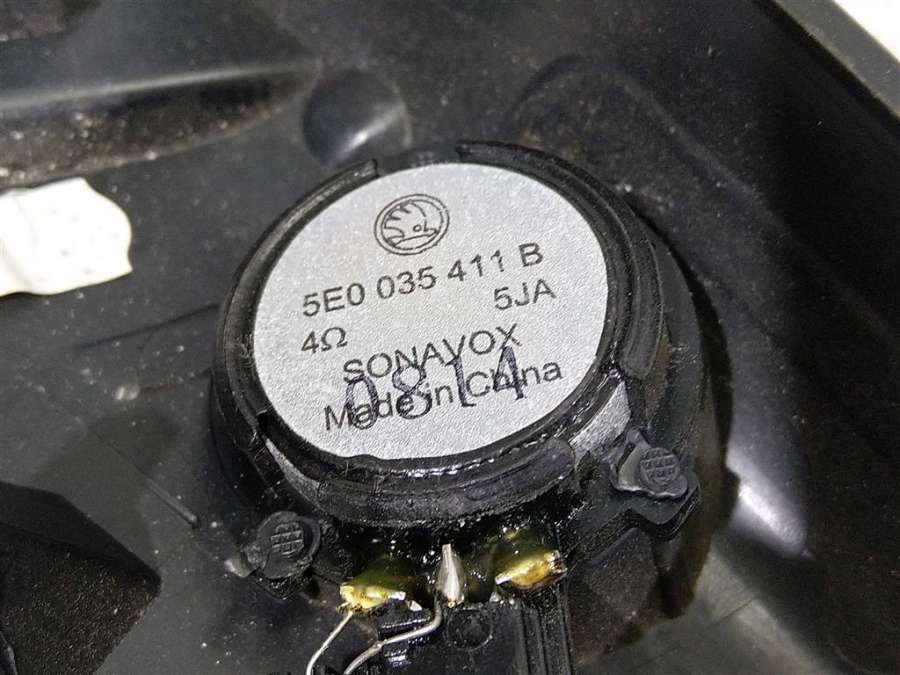 5E0 035 411 B
4Ω 5JA
SONAVOX
0814
Made in China